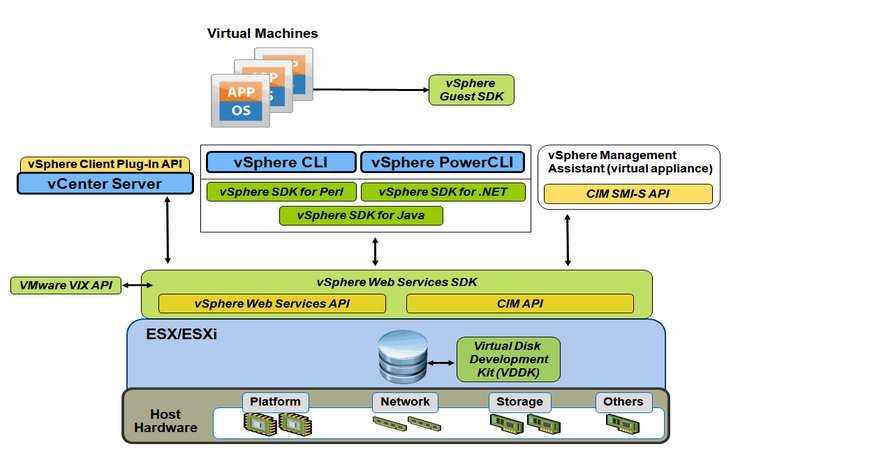 Virtual Machines
APP
OS
APP
OS
APP
vSphere
Guest SDK
vSphere Client Plug-In API
vCenter Server
vSphere CLI
vSphere PowerCLI
vSphere SDK for Perl
vSphere SDK for .NET
vSphere SDK for Java
vSphere Management
Assistant (virtual appliance)
CIM SMI-S API
VMware VIX API
vSphere Web Services SDK
vSphere Web Services API
CIM API
ESX/ESXi
Virtual Disk
Development
Kit (VDDK)
Host
Hardware
Platform
Network
Storage
Others